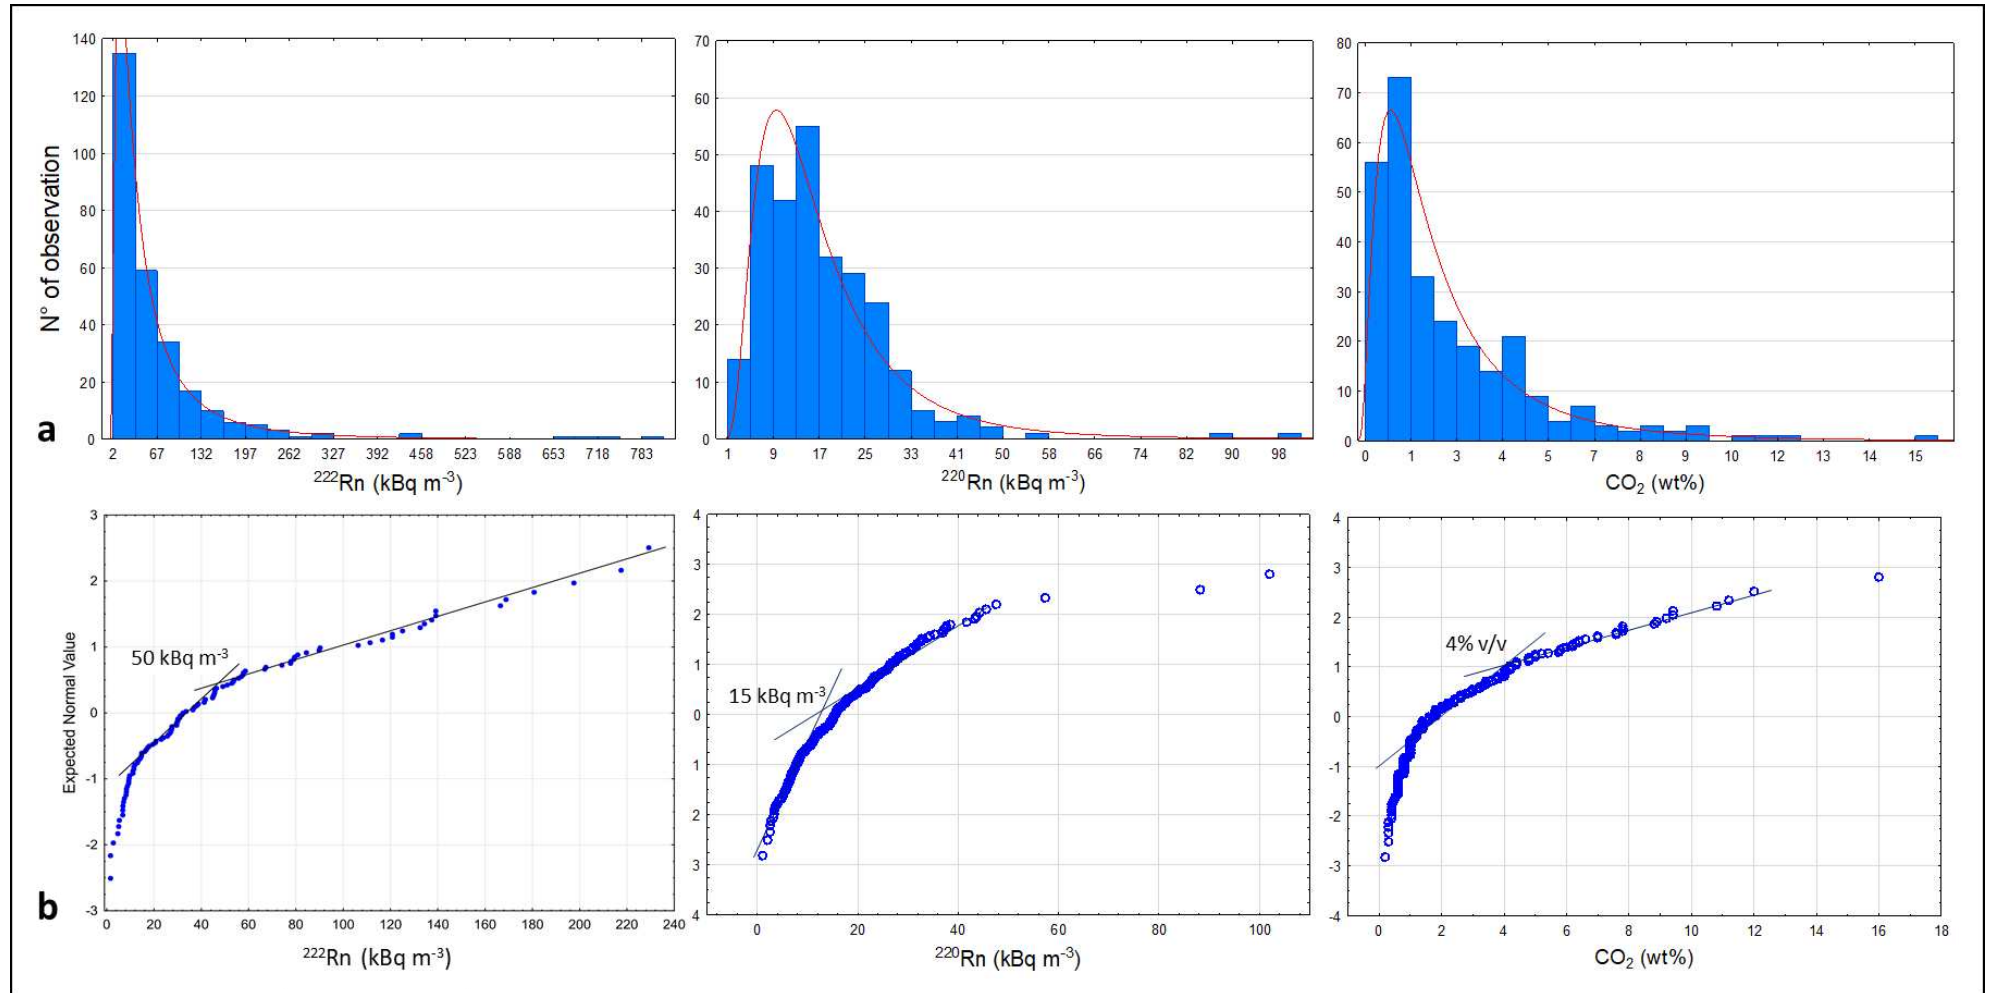 140
120
100
80
60
40
20
0
N° of observation
2 67 132 197 262 327 392 458 523 588 653 718 783
²²²Rn (kBq m⁻³)
a
70
60
50
40
30
20
10
0
1 9 17 25 33 41 50 58 66 74 82 90 98
²²⁰Rn (kBq m⁻³)
80
70
60
50
40
30
20
10
0
0 1 3 4 5 7 8 9 10 12 13 15
CO₂ (wt%)
3
2
1
0
-1
-2
-3
Expected Normal Value
50 kBq m⁻³
0 20 40 60 80 100 120 140 160 180 200 220 240
²²²Rn (kBq m⁻³)
b
4
3
2
1
0
1
2
3
4
15 kBq m⁻³
0 20 40 60 80 100
²²⁰Rn (kBq m⁻³)
4
3
2
1
0
-1
-2
-3
-4
4% v/v
0 2 4 6 8 10 12 14 16 18
CO₂ (wt%)